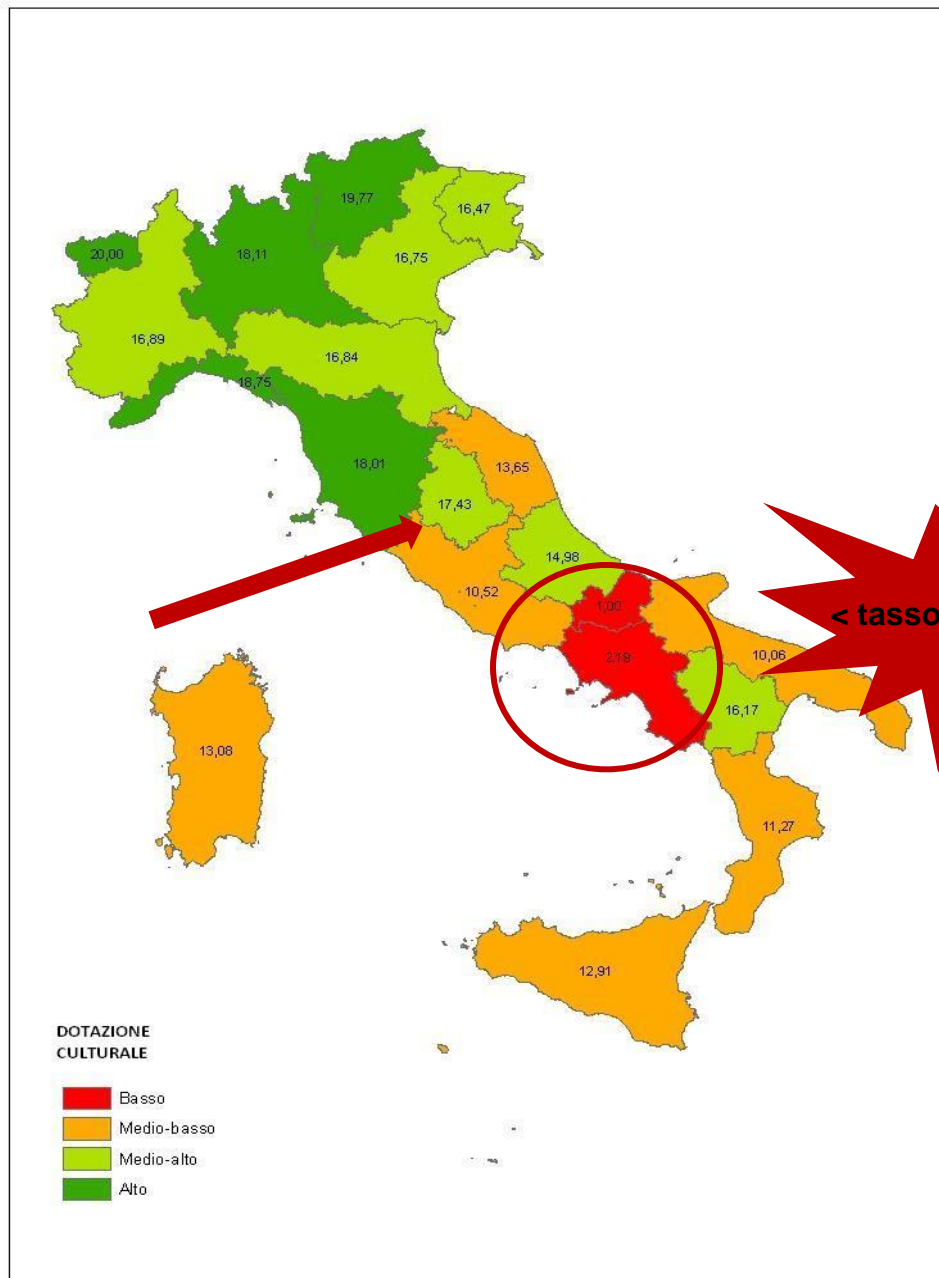 19,77
16,47
20,00
18,11
16,75
16,89
16,84
18,75
18,01
13,65
17,43
14,98
10,52
1,00
< tasso
2,19
10,06
16,17
13,08
11,27
12,91
DOTAZIONE
CULTURALE
Basso
Medio-basso
Medio-alto
Alto